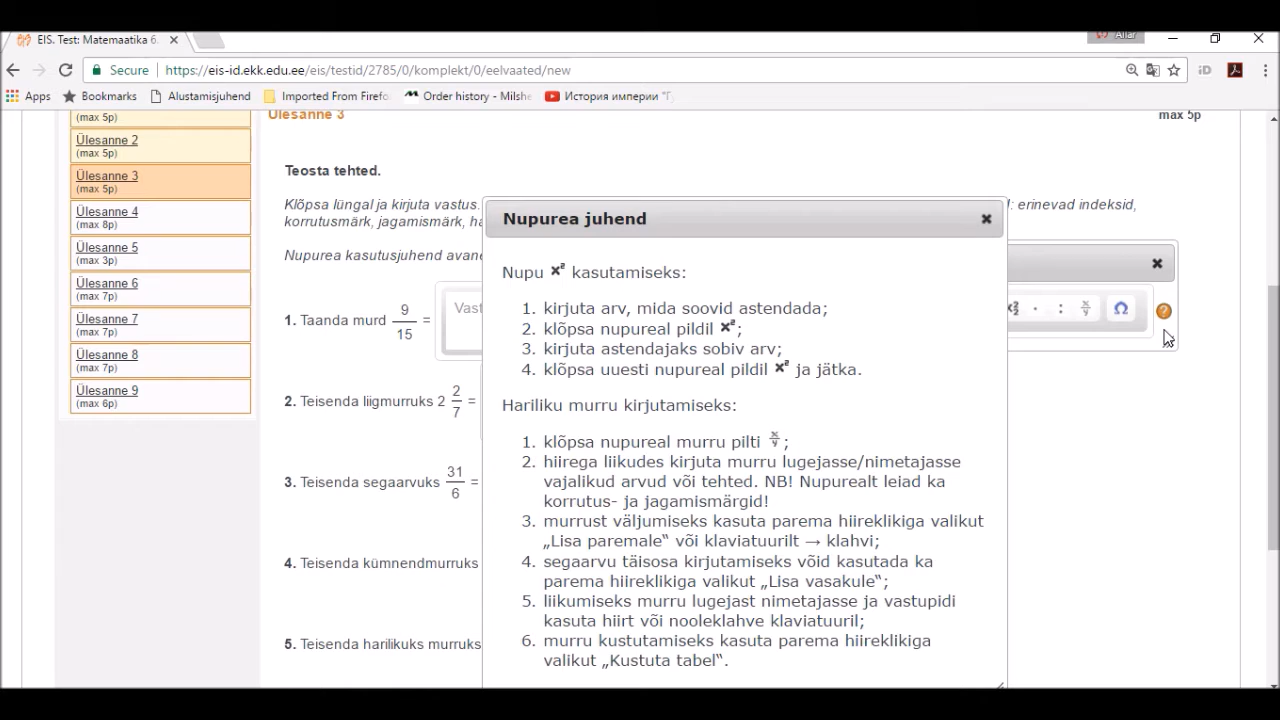 EIS. Test: Matemaatika 6.
Allar
Secure
https://eis-id.ekk.edu.ee/eis/testid/2785/0/komplekt/0/eelvaated/new
iD
Apps
Bookmarks
Alustamisjuhend
Imported From Firefo
Order history - Milshe
История империи "Г
(max 5p)
Ülesanne 2
(max 5p)
Ülesanne 3
(max 5p)
Ülesanne 4
(max 8p)
Ülesanne 5
(max 3p)
Ülesanne 6
(max 7p)
Ülesanne 7
(max 7p)
Ülesanne 8
(max 7p)
Ülesanne 9
(max 6p)
Ülesanne 3
max 5p
Teosta tehted.
Klõpsa lüngal ja kirjuta vastus.
: erinevad indeksid,
korrutusmärk, jagamismärk, ha
Nupurea kasutusjuhend avane
1. Taanda murd 9/15 =
Vast
2. Teisenda liigmurruks 2 2/7 =
3. Teisenda segaarvuks 31/6 =
4. Teisenda kümnendmurruks
5. Teisenda harilikuks murruks
Nupurea juhend
Nupu x² kasutamiseks:
1. kirjuta arv, mida soovid astendada;
2. klõpsa nupureal pildil x²;
3. kirjuta astendajaks sobiv arv;
4. klõpsa uuesti nupureal pildil x² ja jätka.
Hariliku murru kirjutamiseks:
1. klõpsa nupureal murru pilti x/y;
2. hiirega liikudes kirjuta murru lugejasse/nimetajasse
vajalikud arvud või tehted. NB! Nupurealt leiad ka
korrutus- ja jagamismärgid!
3. murrust väljumiseks kasuta parema hiireklikiga valikut
„Lisa paremale“ või klaviatuurilt → klahvi;
4. segaarvu täisosa kirjutamiseks võid kasutada ka
parema hiireklikiga valikut „Lisa vasakule“;
5. liikumiseks murru lugejast nimetajasse ja vastupidi
kasuta hiirt või nooleklahve klaviatuuril;
6. murru kustutamiseks kasuta parema hiireklikiga
valikut „Kustuta tabel“.
· : x/y Ω ?